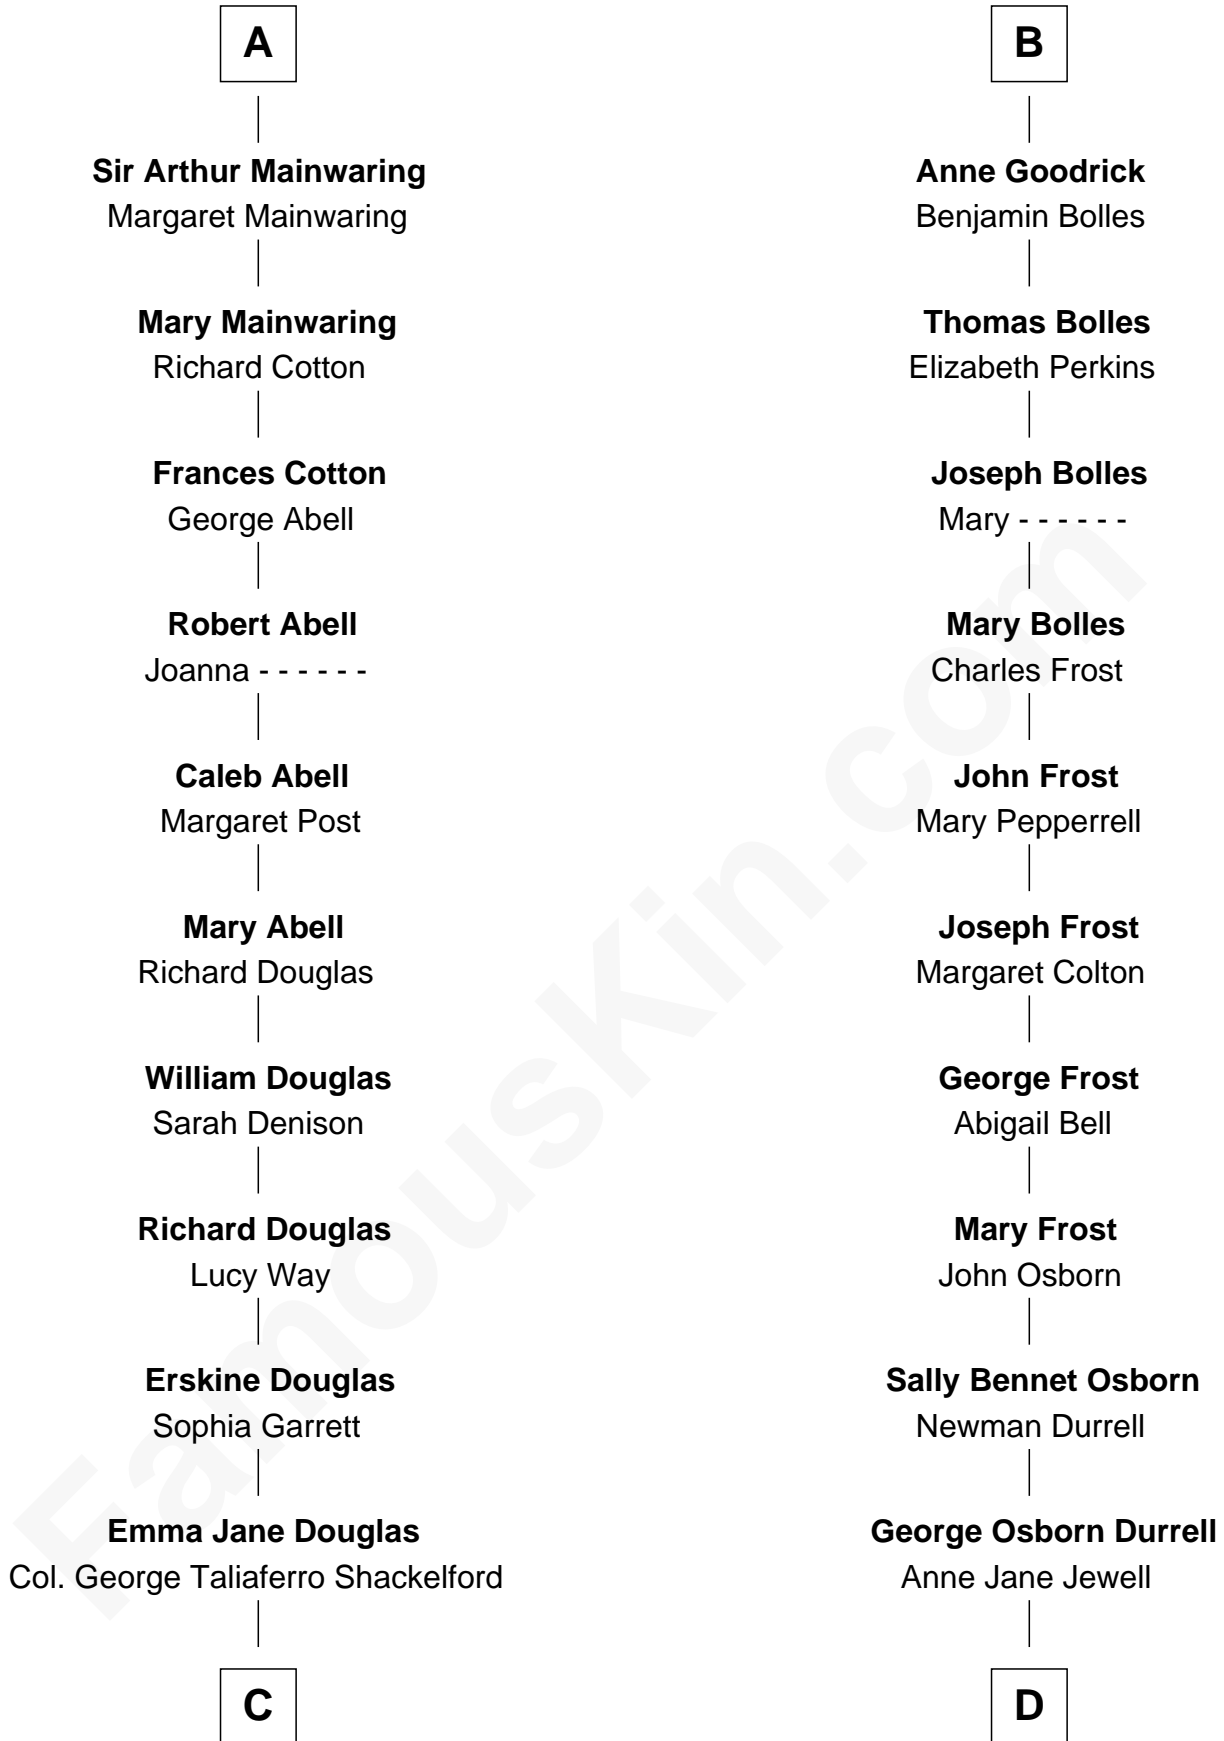 A
Sir Arthur Mainwaring
Margaret Mainwaring
Mary Mainwaring
Richard Cotton
Frances Cotton
George Abell
Robert Abell
Joanna - - - - - -
Caleb Abell
Margaret Post
Mary Abell
Richard Douglas
William Douglas
Sarah Denison
Richard Douglas
Lucy Way
Erskine Douglas
Sophia Garrett
Emma Jane Douglas
Col. George Taliaferro Shackelford
C
B
Anne Goodrick
Benjamin Bolles
Thomas Bolles
Elizabeth Perkins
Joseph Bolles
Mary - - - - - -
Mary Bolles
Charles Frost
John Frost
Mary Pepperrell
Joseph Frost
Margaret Colton
George Frost
Abigail Bell
Mary Frost
John Osborn
Sally Bennet Osborn
Newman Durrell
George Osborn Durrell
Anne Jane Jewell
D
FamousKin.com